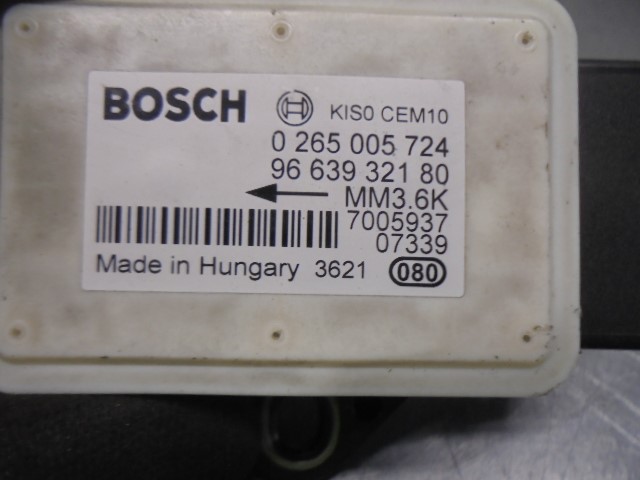 BOSCH KIS0 CEM10
0 265 005 724
96 639 321 80
MM3.6K
7005937
07339
Made in Hungary 3621 080